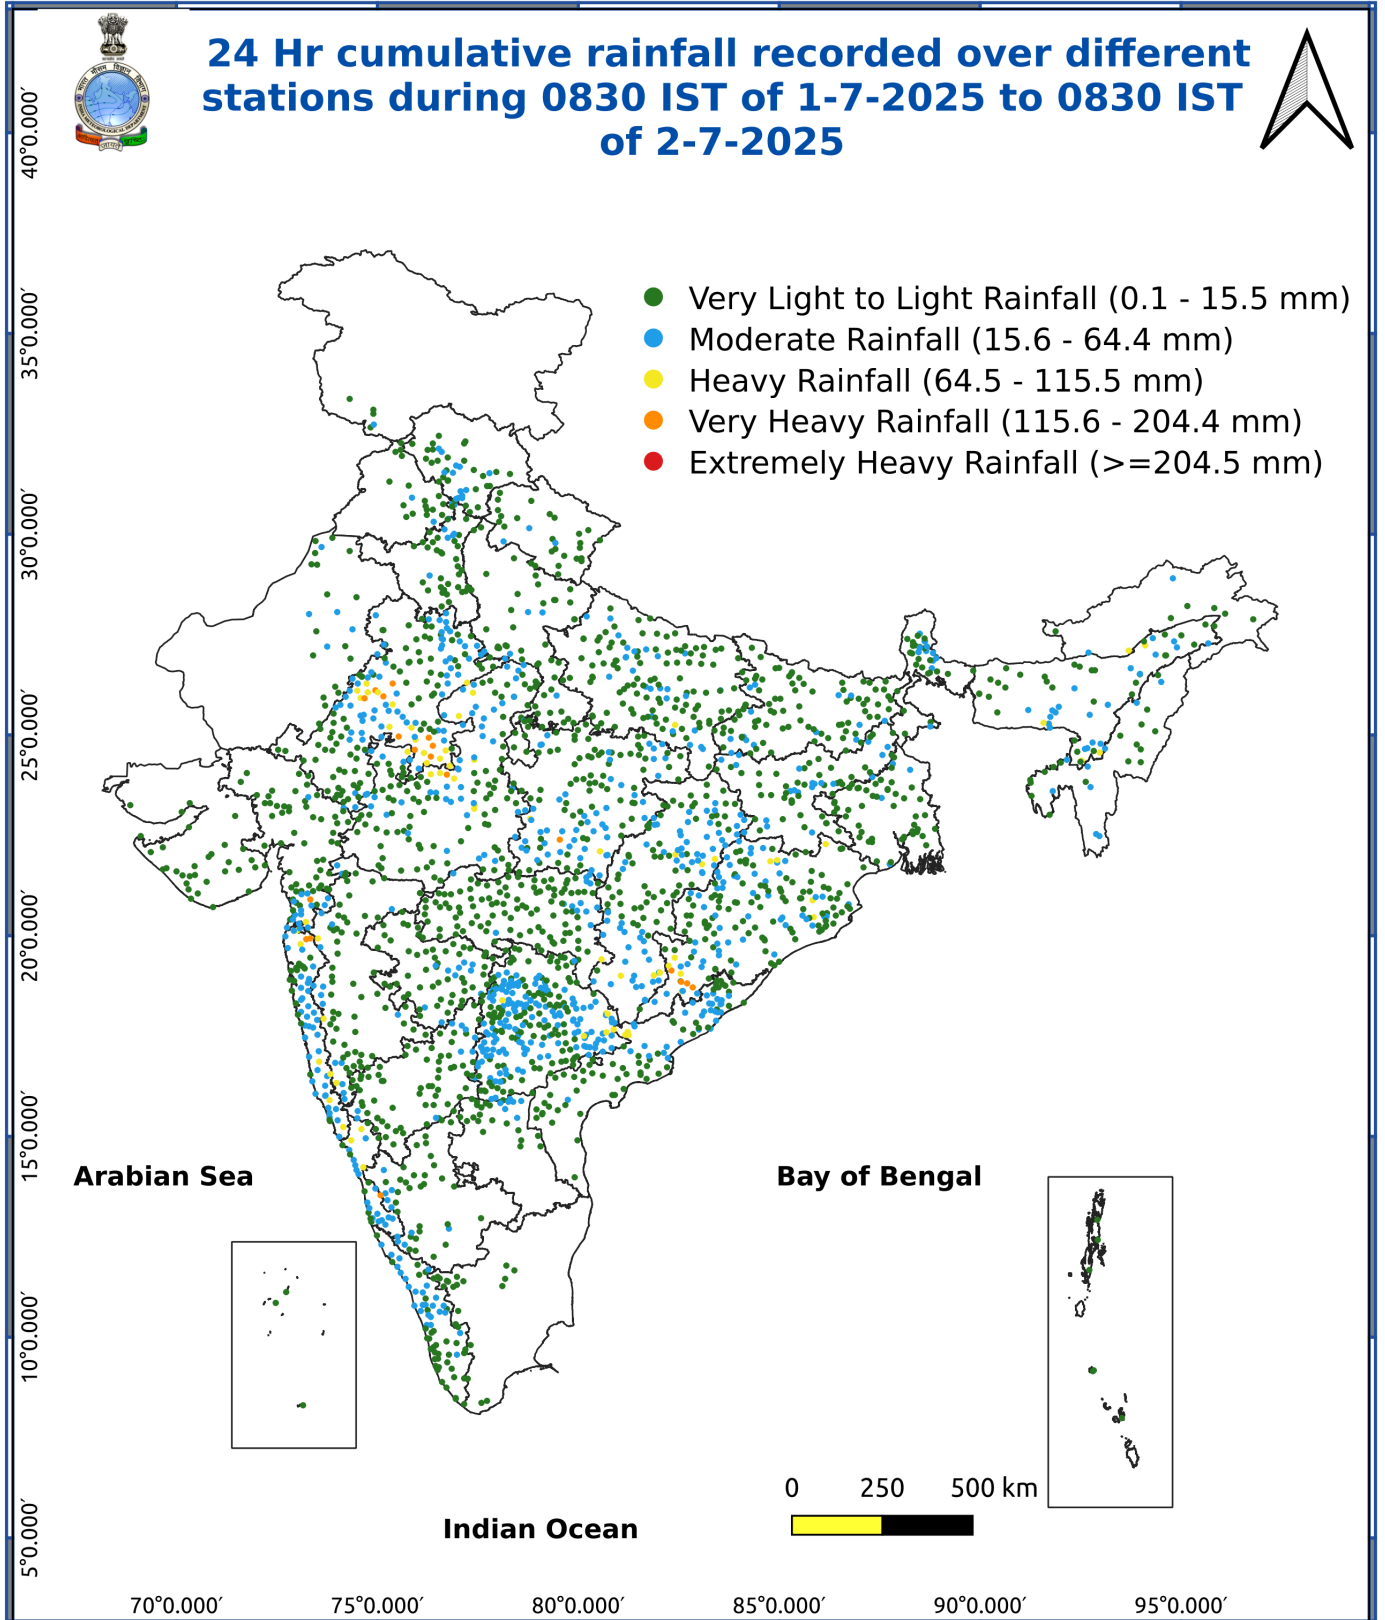 24 Hr cumulative rainfall recorded over different
stations during 0830 IST of 1-7-2025 to 0830 IST
of 2-7-2025
Very Light to Light Rainfall (0.1 - 15.5 mm)
Moderate Rainfall (15.6 - 64.4 mm)
Heavy Rainfall (64.5 - 115.5 mm)
Very Heavy Rainfall (115.6 - 204.4 mm)
Extremely Heavy Rainfall (>=204.5 mm)
40°0.000′
35°0.000′
30°0.000′
25°0.000′
20°0.000′
15°0.000′
10°0.000′
5°0.000′
Arabian Sea
Bay of Bengal
Indian Ocean
0 250 500 km
70°0.000′ 75°0.000′ 80°0.000′ 85°0.000′ 90°0.000′ 95°0.000′